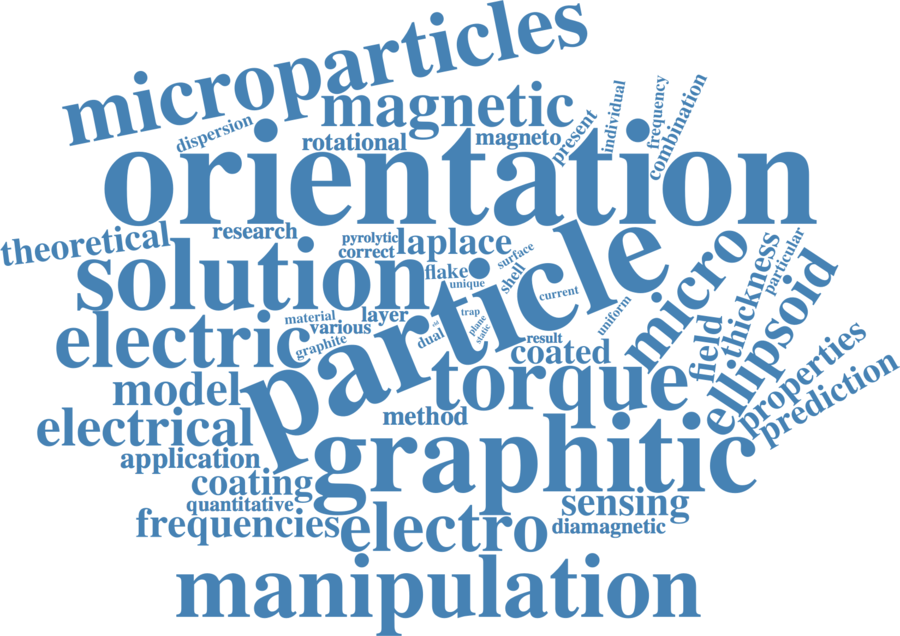 microparticles
magnetic
dispersion
rotational
magneto
present
individual
frequency
combination
orientation
theoretical
research
pyrolytic
correct
laplace
solution
flake
unique
surface
shell
current
particle
micro
thickness
particular
ellipsoid
field
electric
material
various
layer
graphite
dual
trap
plane
static
uniform
result
coated
model
torque
properties
prediction
electrical
method
application
graphitic
coating
quantitative
sensing
frequencies
electro
diamagnetic
manipulation